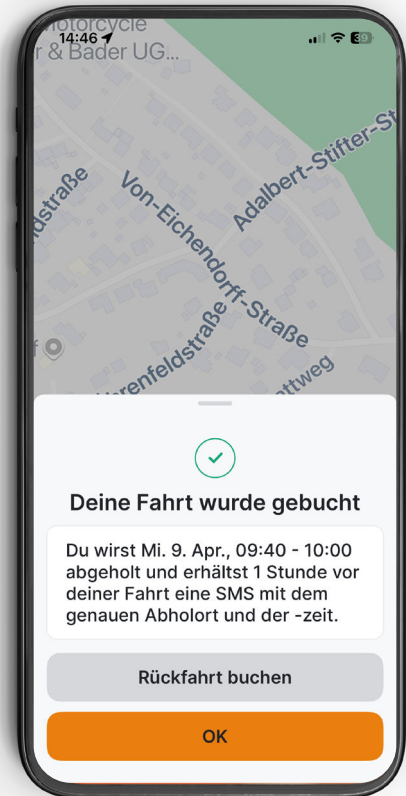 14:46
39
r & Bader UG...
Adalbert-Stifter-St
dstraße
Von-Eichendorff-Straße
renfeldstraße
ttweg
Deine Fahrt wurde gebucht
Du wirst Mi. 9. Apr., 09:40 - 10:00
abgeholt und erhältst 1 Stunde vor
deiner Fahrt eine SMS mit dem
genauen Abholort und der -zeit.
Rückfahrt buchen
OK